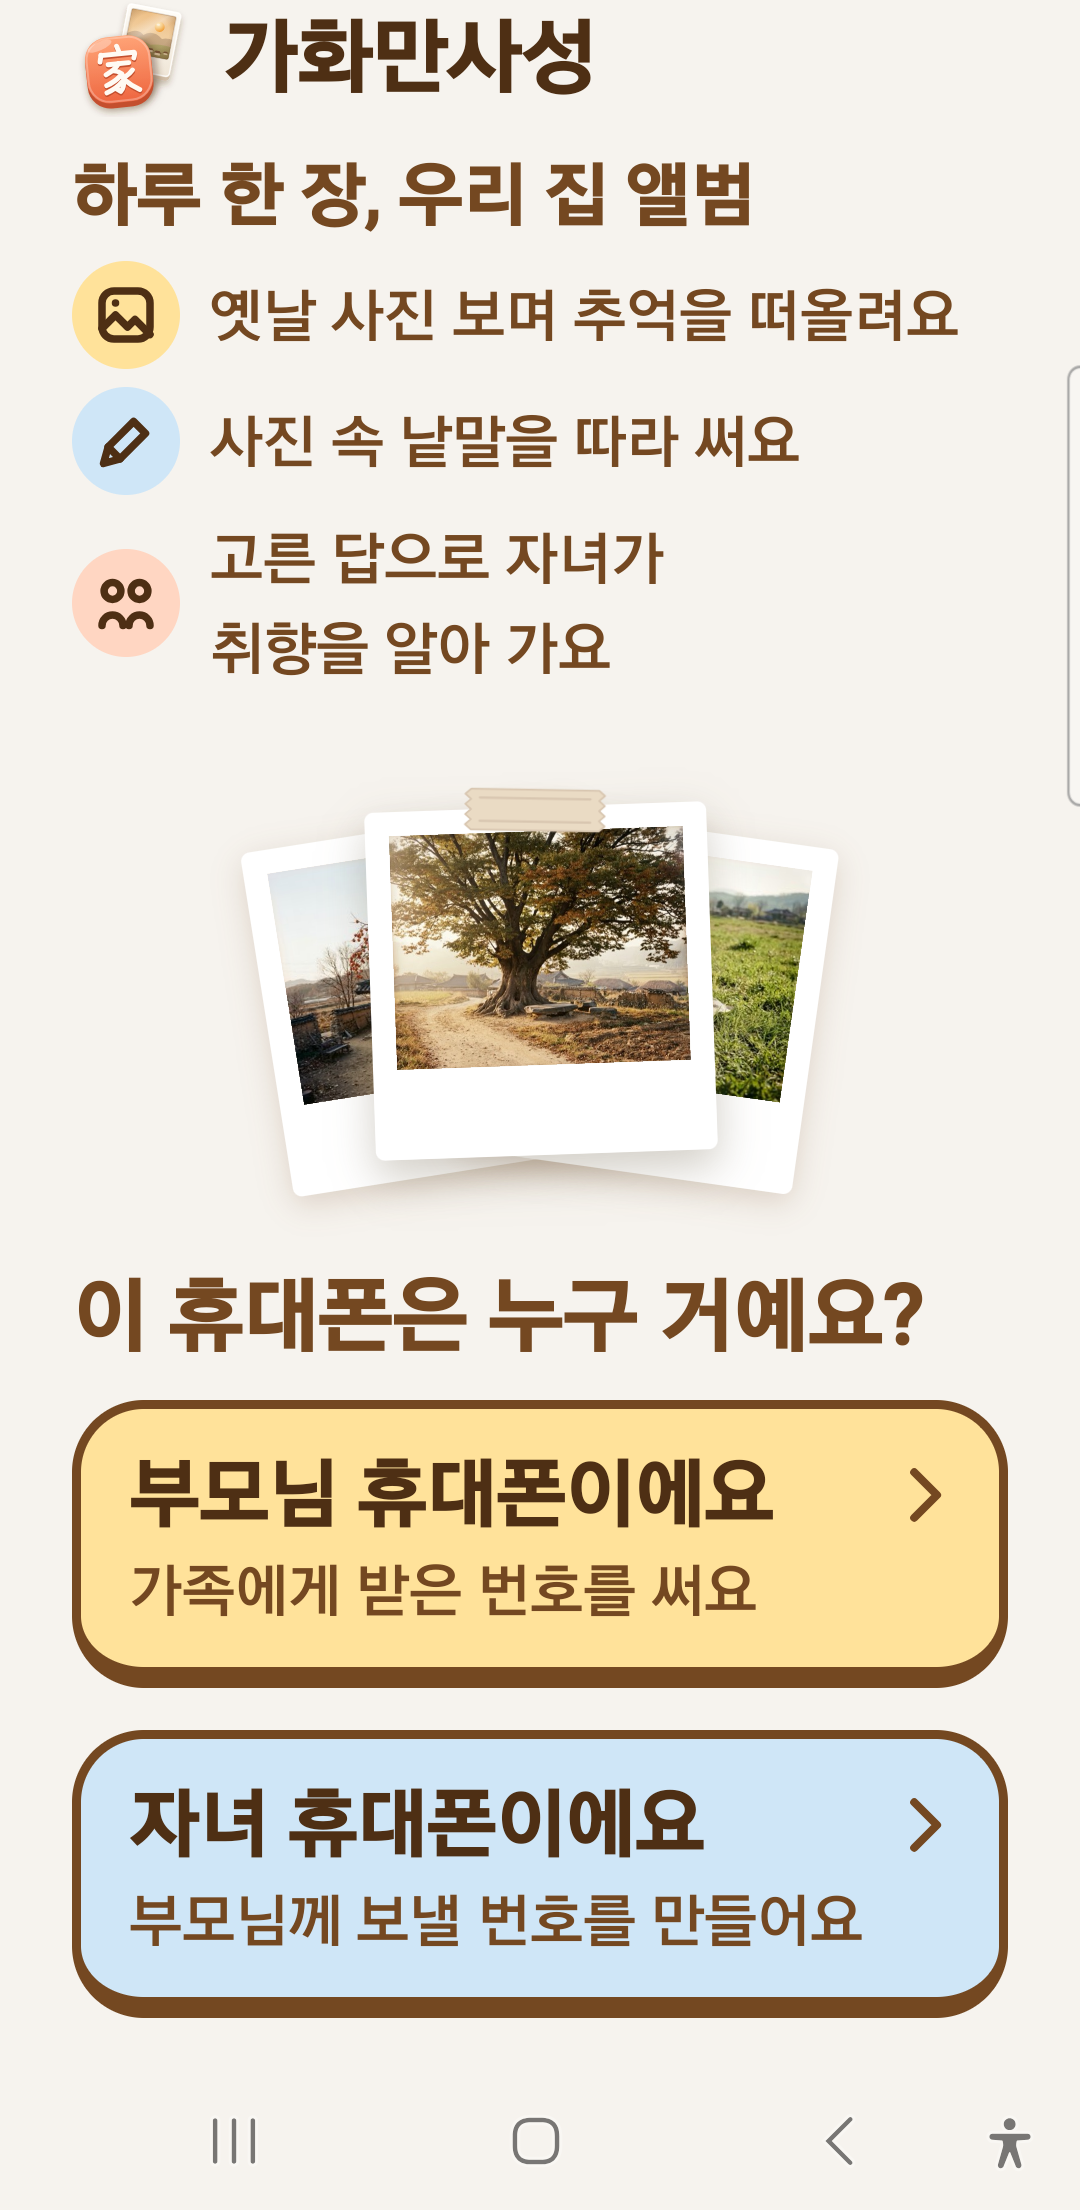 家
가화만사성
하루 한 장, 우리 집 앨범
옛날 사진 보며 추억을 떠올려요
사진 속 낱말을 따라 써요
고른 답으로 자녀가
취향을 알아 가요
이 휴대폰은 누구 거예요?
부모님 휴대폰이에요
가족에게 받은 번호를 써요
자녀 휴대폰이에요
부모님께 보낼 번호를 만들어요